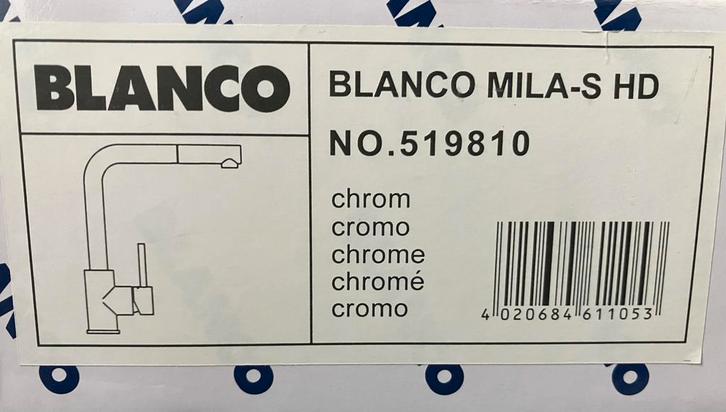 BLANCO
BLANCO MILA-S HD
NO.519810
chrom
cromo
chrome
chromé
cromo
4 020684 611053